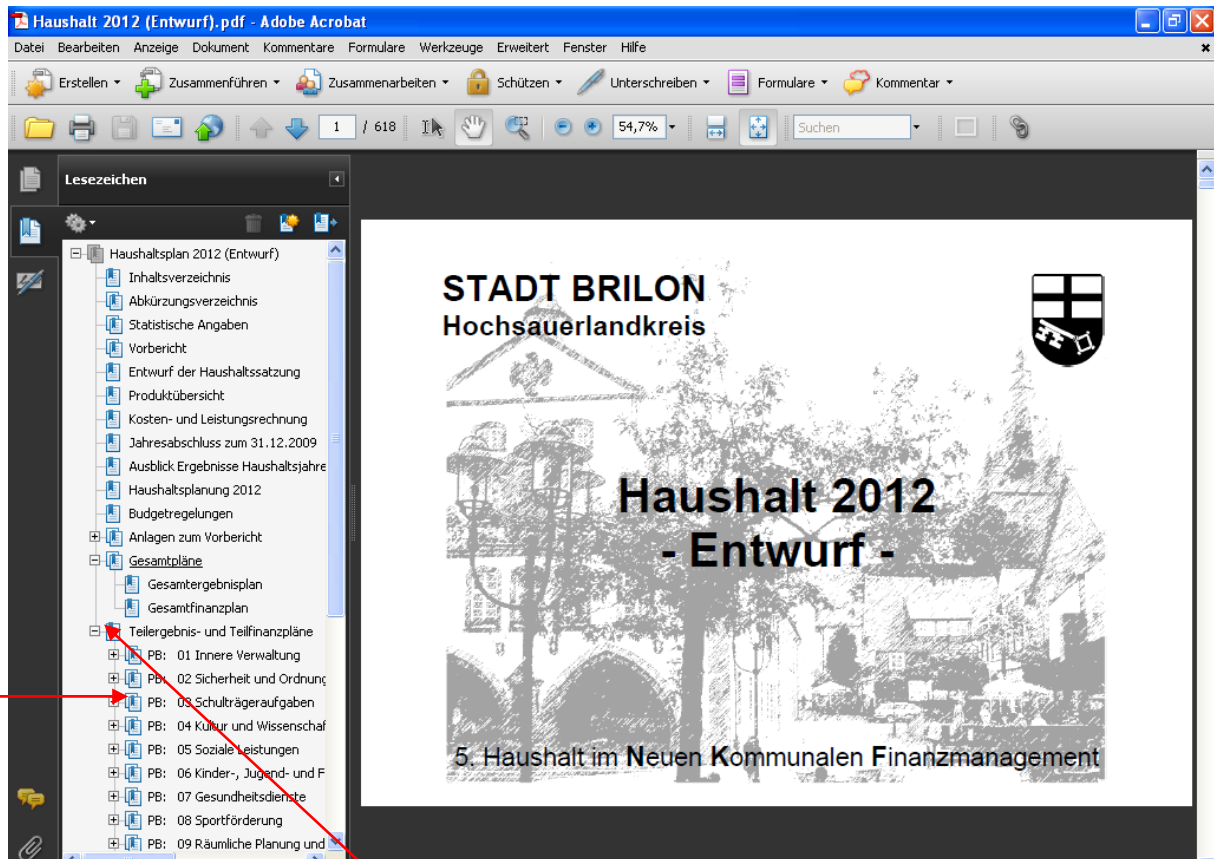 Haushalt 2012 (Entwurf).pdf - Adobe Acrobat
Datei Bearbeiten Anzeige Dokument Kommentare Formulare Werkzeuge Erweitert Fenster Hilfe
Erstellen Zusammenführen Zusammenarbeiten Schützen Unterschreiben Formulare Kommentar
1 / 618 54,7% Suchen
Lesezeichen
Haushaltsplan 2012 (Entwurf)
Inhaltsverzeichnis
Abkürzungsverzeichnis
Statistische Angaben
Vorbericht
Entwurf der Haushaltssatzung
Produktübersicht
Kosten- und Leistungsrechnung
Jahresabschluss zum 31.12.2009
Ausblick Ergebnisse Haushaltsjahre
Haushaltsplanung 2012
Budgetregelungen
Anlagen zum Vorbericht
Gesamtpläne
Gesamtergebnisplan
Gesamtfinanzplan
Teilergebnis- und Teilfinanzpläne
PB: 01 Innere Verwaltung
PB: 02 Sicherheit und Ordnung
PB: 03 Schulträgeraufgaben
PB: 04 Kultur und Wissenschaf
PB: 05 Soziale Leistungen
PB: 06 Kinder-, Jugend- und F
PB: 07 Gesundheitsdienste
PB: 08 Sportförderung
PB: 09 Räumliche Planung und
STADT BRILON
Hochsauerlandkreis
Haushalt 2012
- Entwurf -
5. Haushalt im Neuen Kommunalen Finanzmanagement